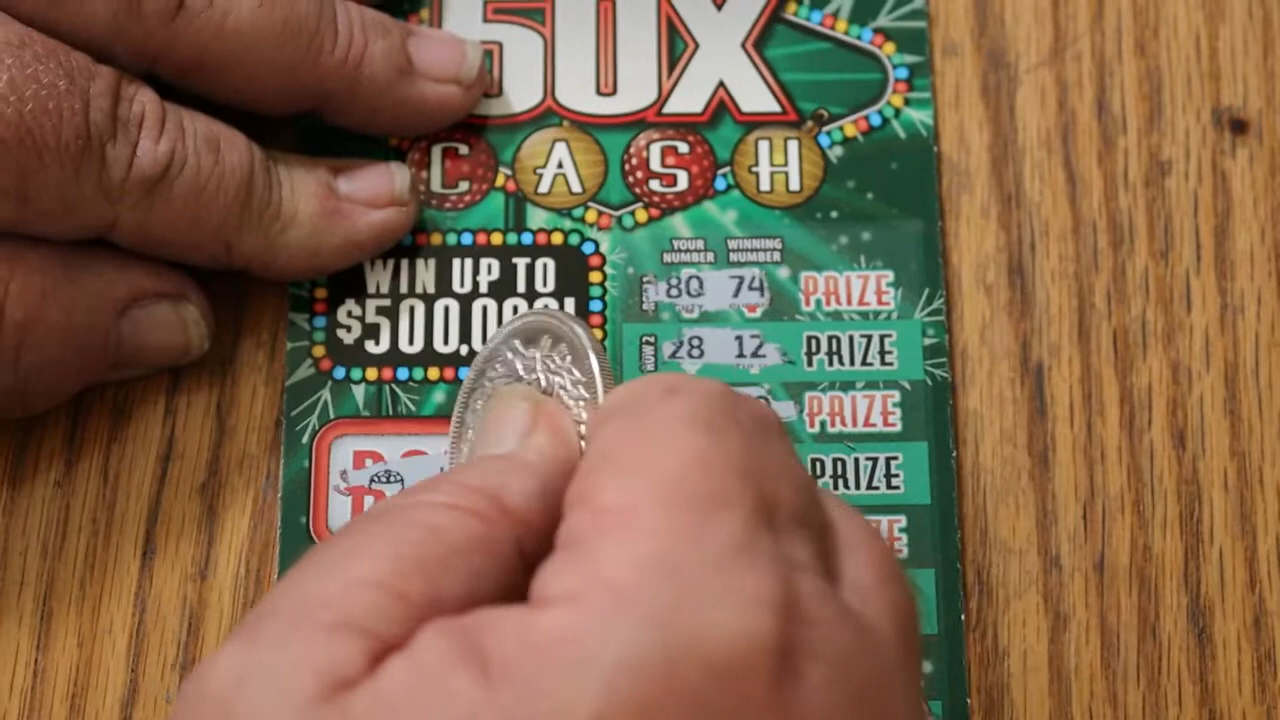 50X
CASH
WIN UP TO
YOUR NUMBER WINNING NUMBER
80 74 PRIZE
ROW 2 28 12 PRIZE
PRIZE
PRIZE